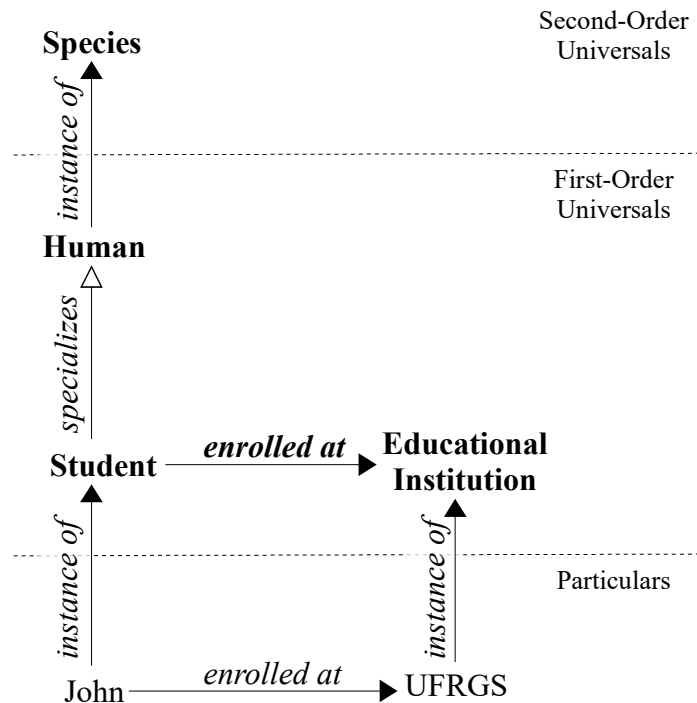 Species
Second-Order
Universals
instance of
First-Order
Universals
Human
specializes
Student
enrolled at
Educational
Institution
instance of
instance of
Particulars
John
enrolled at
UFRGS